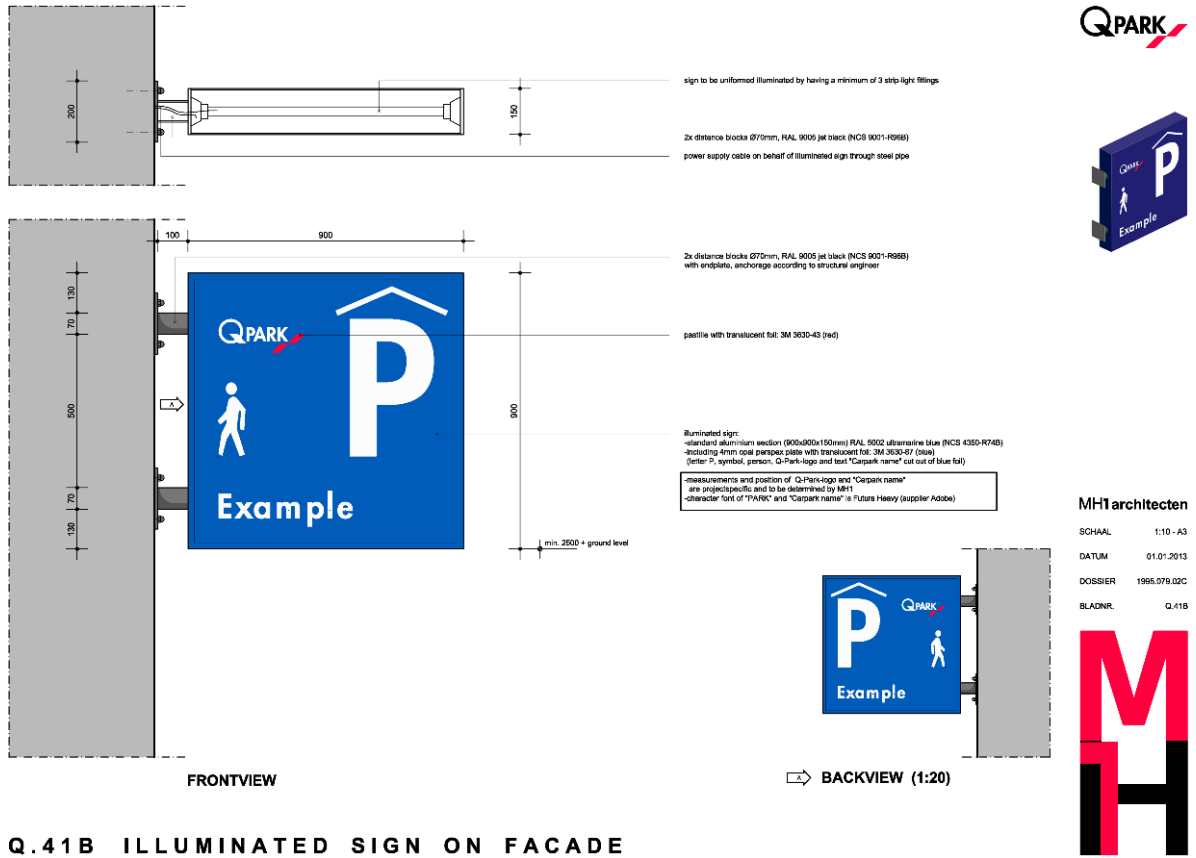 QPARK
sign to be uniformed illuminated by having a minimum of 3 strip-light fittings
200
150
2x distance blocks Ø70mm, RAL 9005 jet black (NCS 9001-R96B)
power supply cable on behalf of illuminated sign through steel pipe
QPARK
P
Example
100
900
2x distance blocks Ø70mm, RAL 9005 jet black (NCS 9001-R96B)
with endplate, anchorage according to structural engineer
130
70
500
70
130
QPARK
P
Example
A
900
pastille with translucent foil: 3M 3630-43 (red)
illuminated sign:
-standard aluminium section (900x900x150mm) RAL 5002 ultramarine blue (NCS 4350-R74B)
-including 4mm opal perspex plate with translucent foil: 3M 3630-87 (blue)
(letter P, symbol, person, Q-Park-logo and text "Carpark name" cut out of blue foil)
-measurements and position of Q-Park-logo and "Carpark name"
are projectspecific and to be determined by MH1
-character font of "PARK" and "Carpark name" is Futura Heavy (supplier Adobe)
min. 2500 + ground level
MH1architecten
SCHAAL 1:10 - A3
DATUM 01.01.2013
DOSSIER 1995.079.02C
BLADNR. Q.41B
P
QPARK
Example
FRONTVIEW
A BACKVIEW (1:20)
MH1
Q.41B ILLUMINATED SIGN ON FACADE